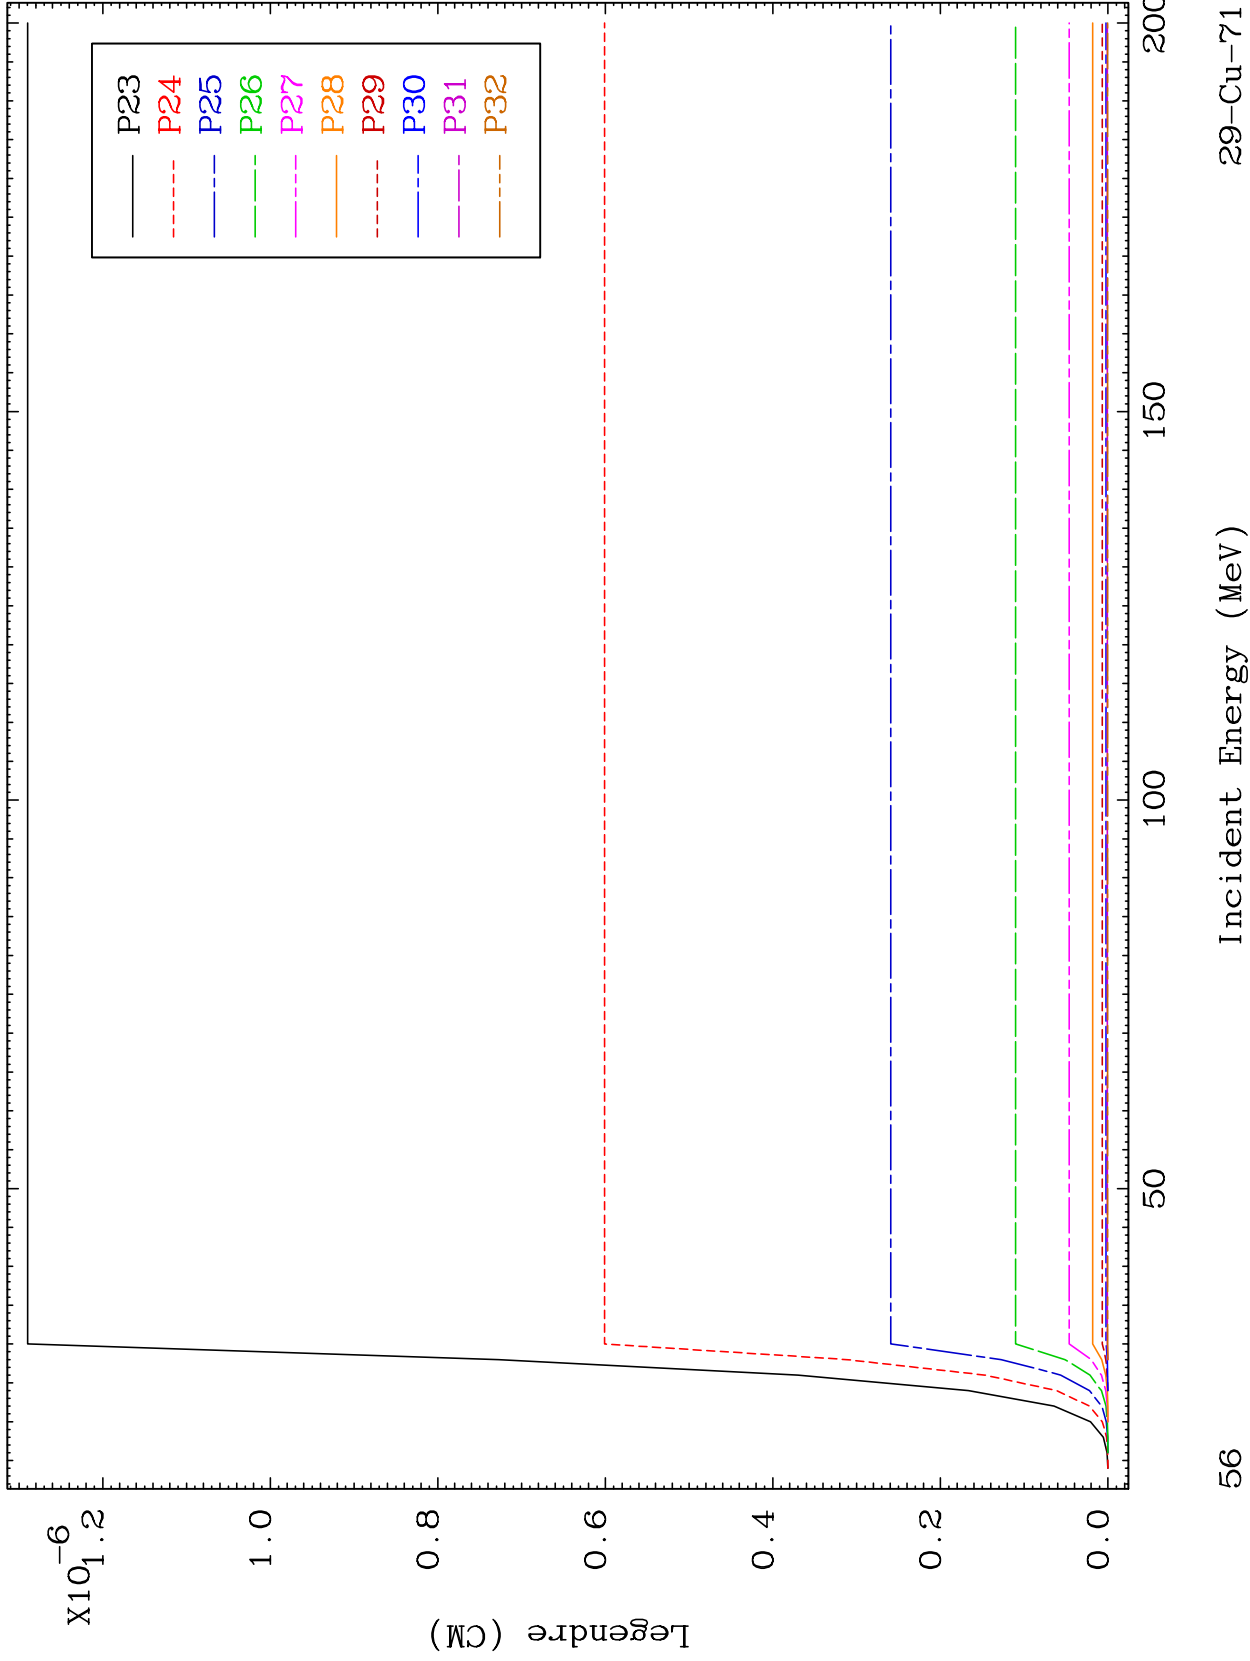 X10-6
1.2
1.0
0.8
0.6
0.4
0.2
0.0
Legendre (CM)
P23
P24
P25
P26
P27
P28
P29
P30
P31
P32
50
100
150
200
Incident Energy (MeV)
56
29-Cu-71